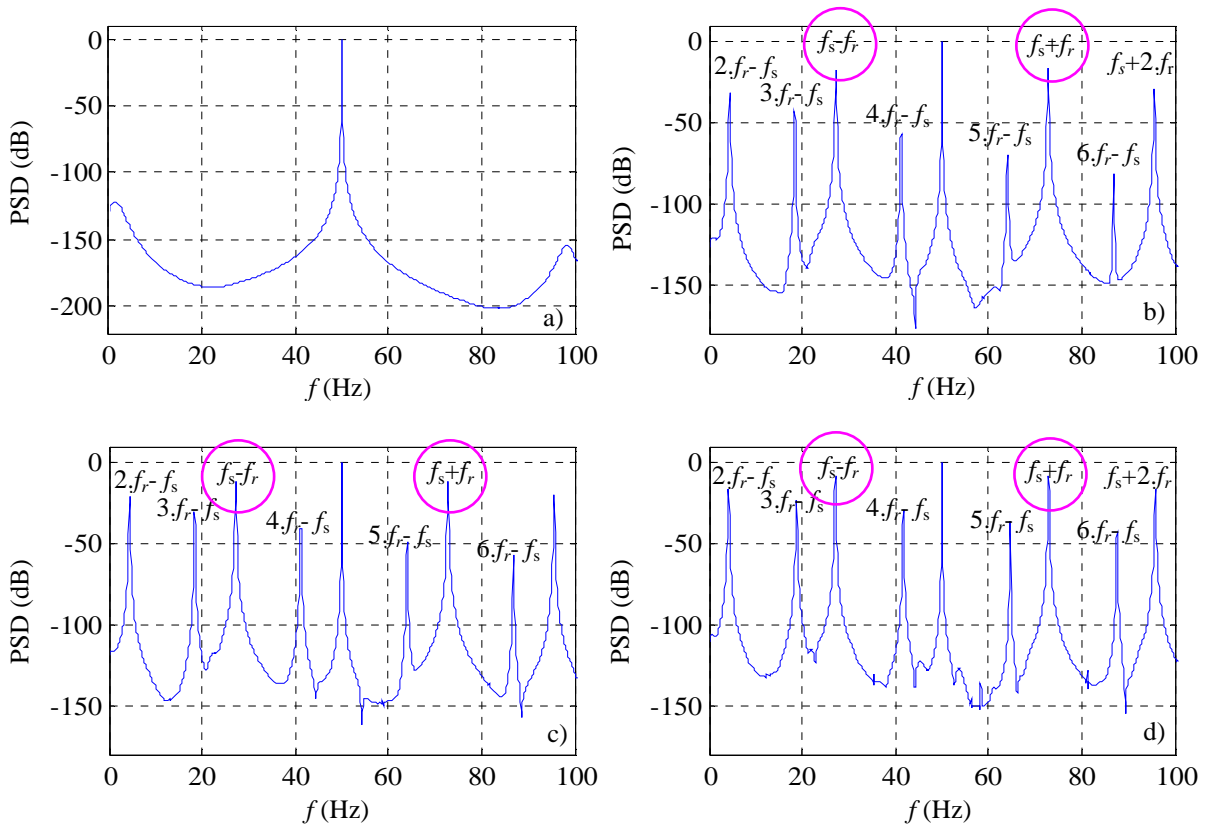 0
-50
-100
-150
-200
PSD (dB)
0 20 40 60 80 100
f (Hz)
a)
0
-50
-100
-150
PSD (dB)
fs-fr
fs+fr
2.fr- fs
3.fr- fs
4.fr- fs
5.fr- fs
6.fr- fs
fs+2.fr
0 20 40 60 80 100
f (Hz)
b)
0
-50
-100
-150
PSD (dB)
fs-fr
fs+fr
2.fr- fs
3.fr- fs
4.fr- fs
5.fr- fs
6.fr- fs
0 20 40 60 80 100
f (Hz)
c)
0
-50
-100
-150
PSD (dB)
fs-fr
fs+fr
2.fr- fs
3.fr- fs
4.fr- fs
5.fr- fs
6.fr- fs
fs+2.fr
0 20 40 60 80 100
f (Hz)
d)